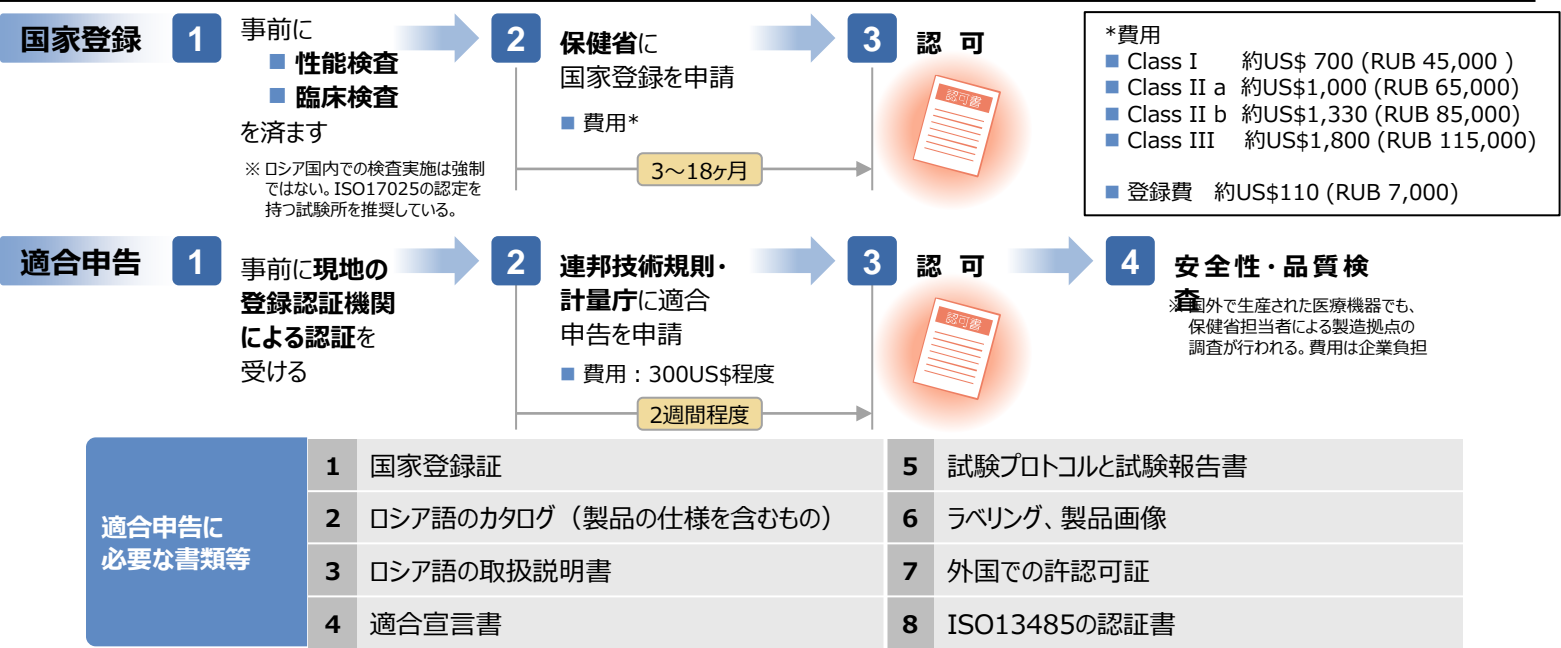 国家登録
1
事前に
■ 性能検査
■ 臨床検査
を済ます
※ ロシア国内での検査実施は強制
ではない。ISO17025の認定を
持つ試験所を推奨している。
2
保健省に
国家登録を申請
■ 費用*
3～18ヶ月
3
認 可
認可書
*費用
■ Class I 約US$ 700 (RUB 45,000 )
■ Class II a 約US$1,000 (RUB 65,000)
■ Class II b 約US$1,330 (RUB 85,000)
■ Class III 約US$1,800 (RUB 115,000)
■ 登録費 約US$110 (RUB 7,000)
適合申告
1
事前に現地の
登録認証機関
による認証を
受ける
2
連邦技術規則・
計量庁に適合
申告を申請
■ 費用：300US$程度
2週間程度
3
認 可
認可書
4
安全性・品質検
査
※ 国外で生産された医療機器でも、
保健省担当者による製造拠点の
調査が行われる。費用は企業負担
適合申告に
必要な書類等
1 国家登録証
2 ロシア語のカタログ（製品の仕様を含むもの）
3 ロシア語の取扱説明書
4 適合宣言書
5 試験プロトコルと試験報告書
6 ラベリング、製品画像
7 外国での許認可証
8 ISO13485の認証書